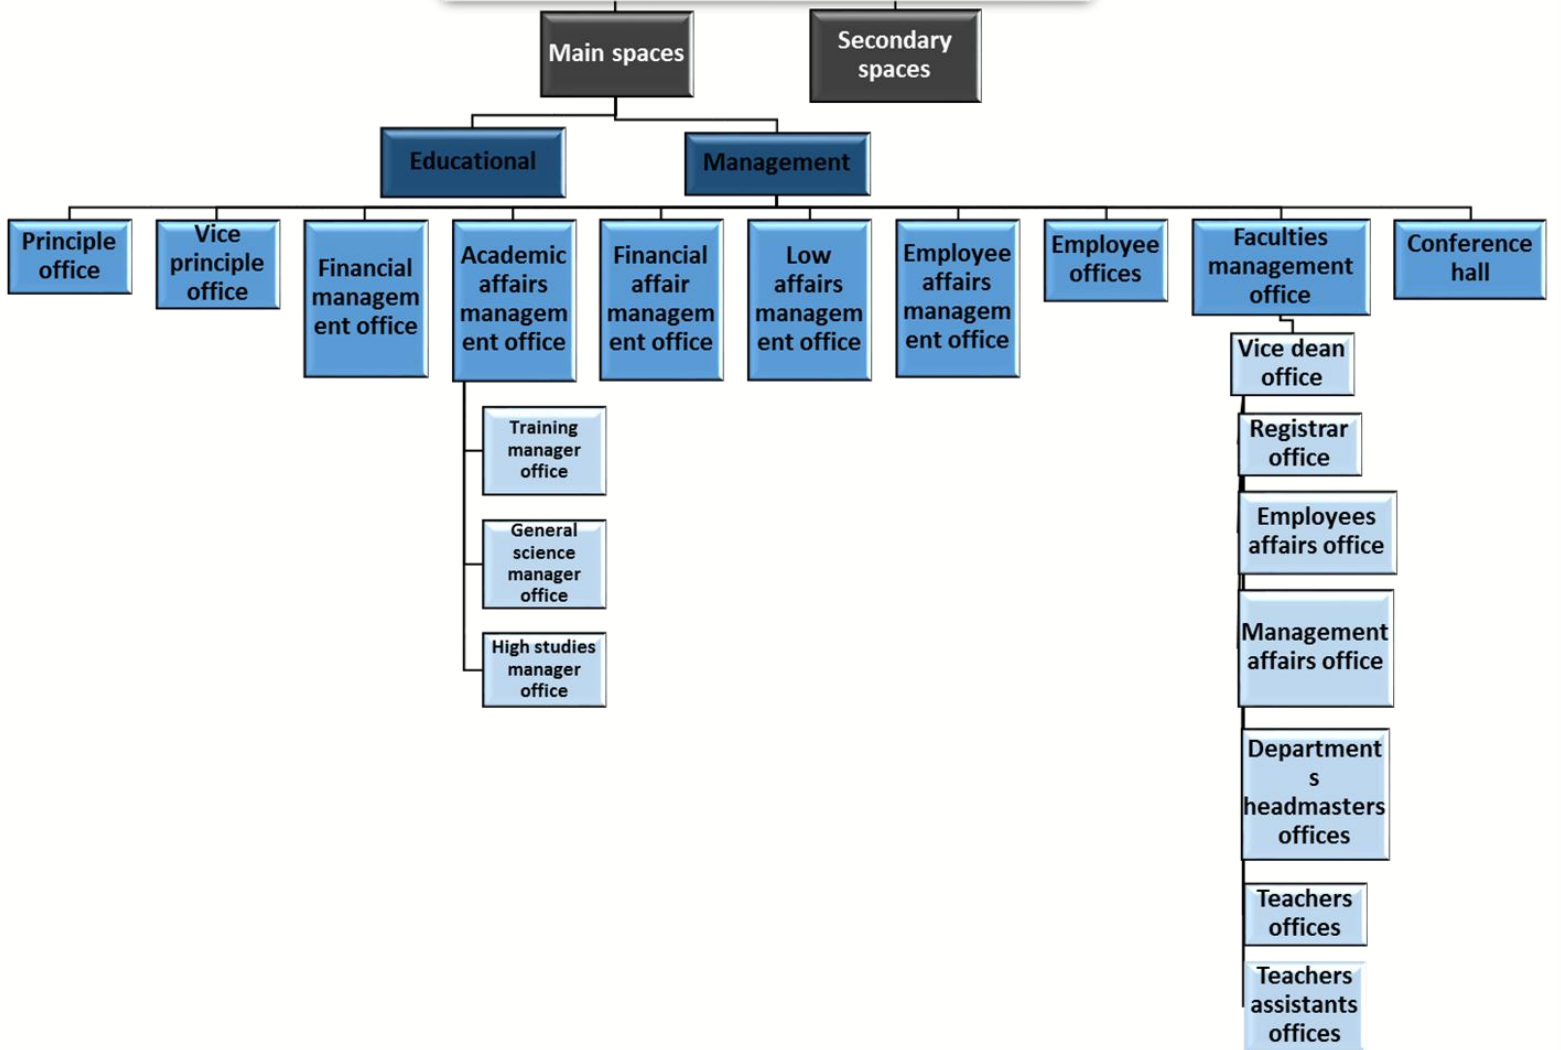 Main spaces
Secondary
spaces
Educational
Management
Principle
office
Vice
principle
office
Financial
managem
ent office
Academic
affairs
managem
ent office
Financial
affair
managem
ent office
Low
affairs
managem
ent office
Employee
affairs
managem
ent office
Employee
offices
Faculties
management
office
Conference
hall
Training
manager
office
General
science
manager
office
High studies
manager
office
Vice dean
office
Registrar
office
Employees
affairs office
Management
affairs office
Department
s
headmasters
offices
Teachers
offices
Teachers
assistants
offices